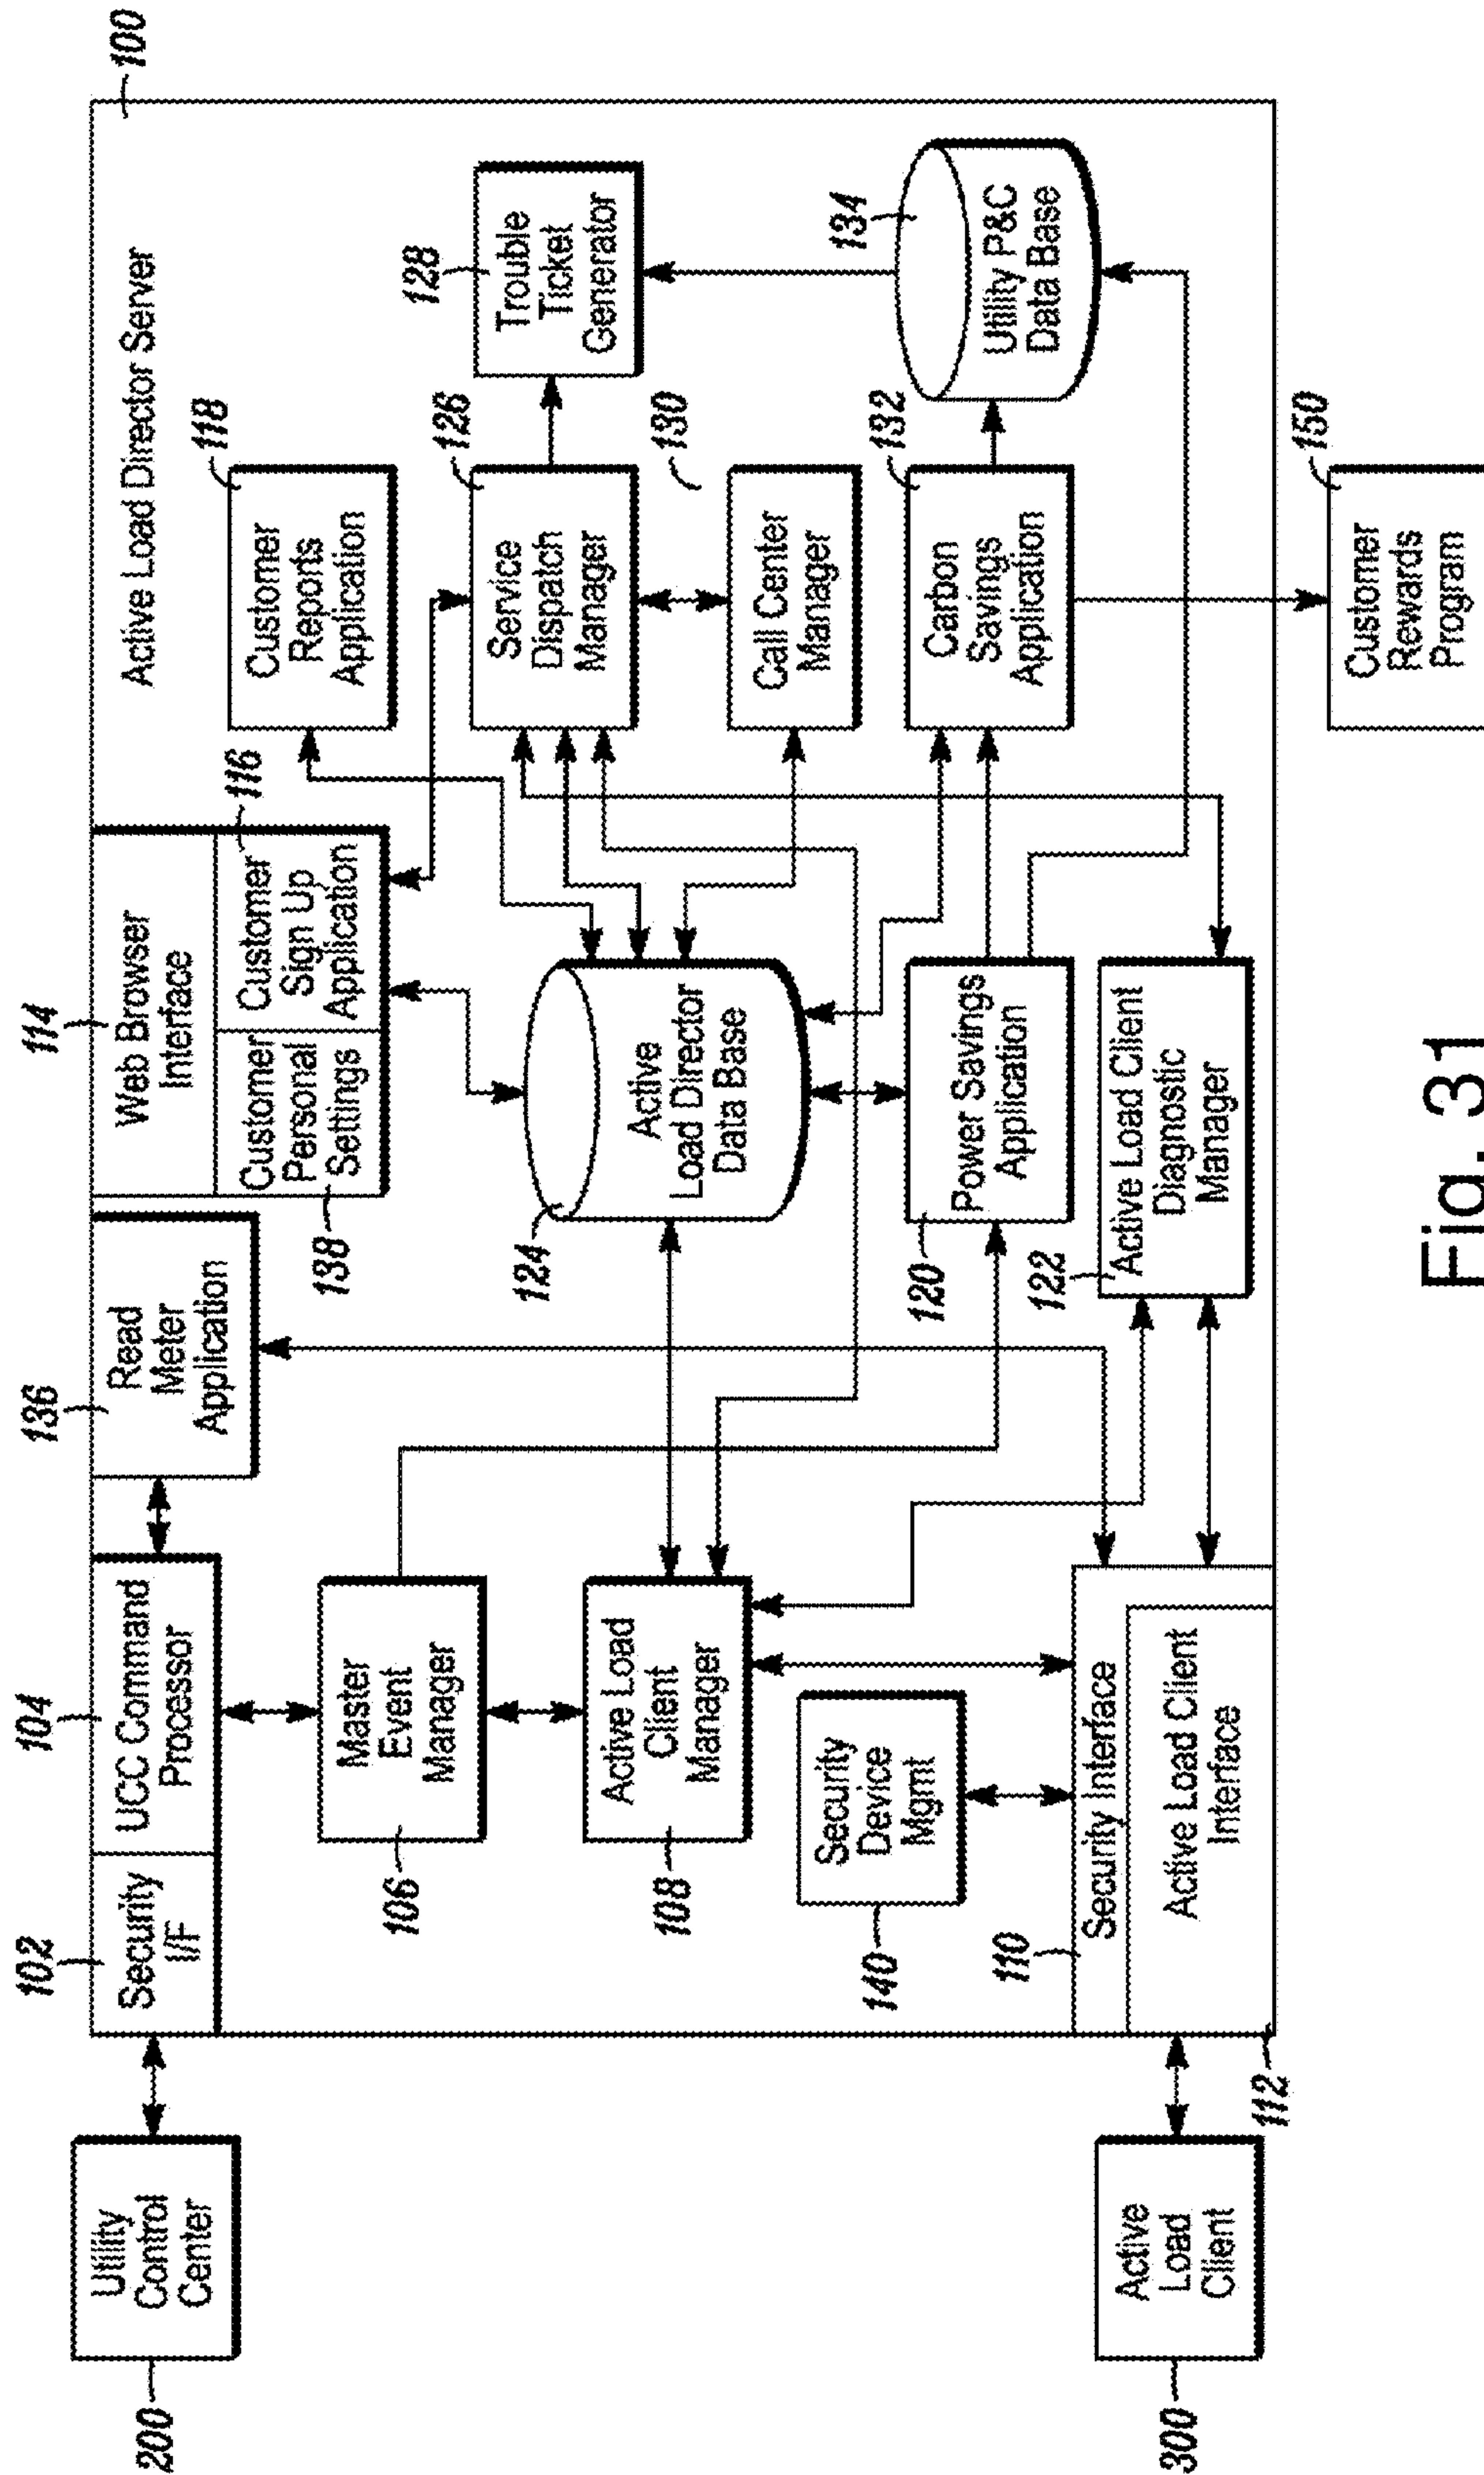 100
Active Load Director Server
200
Utility
Control
Center
102
Security
I/F
104
UCC Command
Processor
136
Read
Meter
Application
114
Web Browser
Interface
138
Customer
Personal
Settings
116
Customer
Sign Up
Application
118
Customer
Reports
Application
106
Master
Event
Manager
126
Service
Dispatch
Manager
128
Trouble
Ticket
Generator
108
Active Load
Client
Manager
124
Active
Load Director
Data Base
130
Call Center
Manager
140
Security
Device
Mgmt
120
Power Savings
Application
132
Carbon
Savings
Application
134
Utility P&C
Data Base
110
Security Interface
Active Load Client
Interface
112
122
Active Load Client
Diagnostic
Manager
300
Active
Load
Client
150
Customer
Rewards
Program
Fig. 31